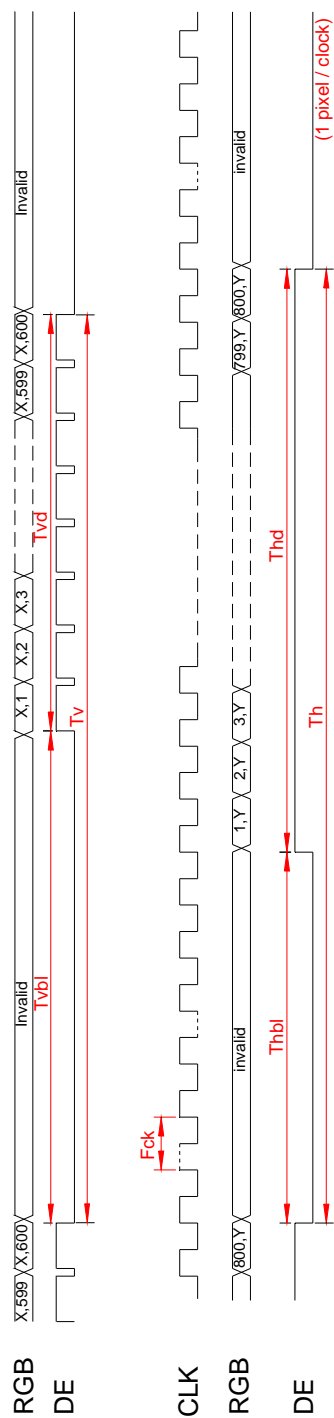 RGB X,599 X,600 Invalid X,1 X,2 X,3 X,599 X,600 Invalid
DE
Tvbl Tvd
Tv
Fck
CLK
RGB 800,Y invalid 1,Y 2,Y 3,Y 799,Y 800,Y invalid
DE
Thbl Thd
Th
(1 pixel / clock)